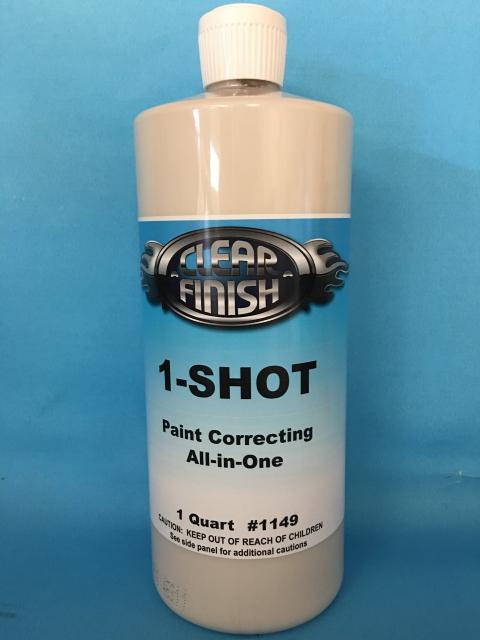 CLEAR
FINISH
1-SHOT
Paint Correcting
All-in-One
1 Quart #1149
CAUTION: KEEP OUT OF REACH OF CHILDREN
See side panel for additional cautions